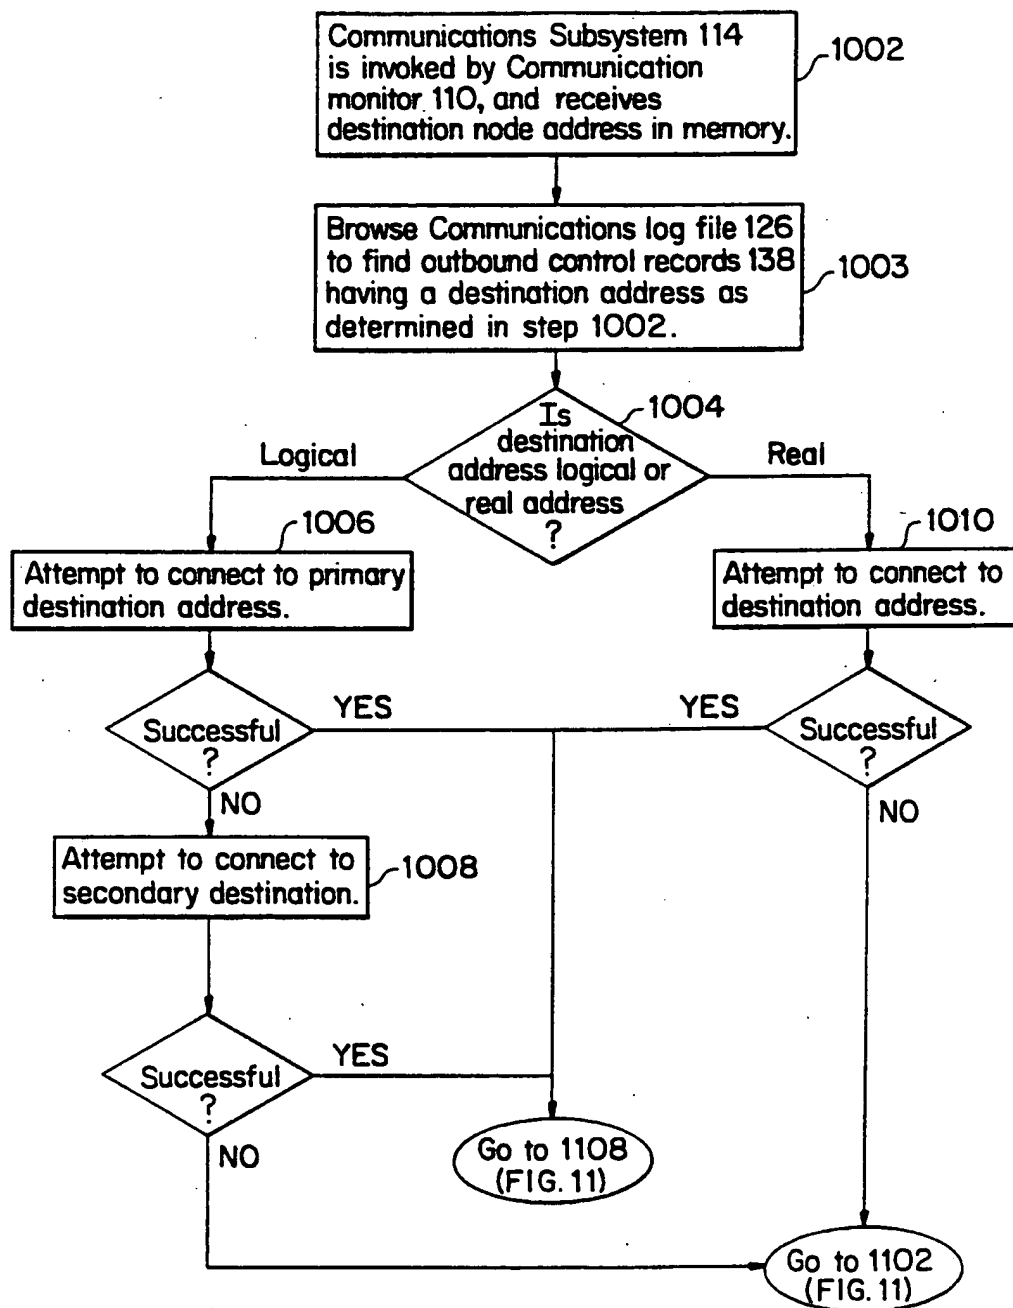 Communications Subsystem 114
is invoked by Communication
monitor 110, and receives
destination node address in memory.
1002
Browse Communications log file 126
to find outbound control records 138
having a destination address as
determined in step 1002.
1003
Is
destination
address logical or
real address
?
1004
Logical
Real
1006
Attempt to connect to primary
destination address.
1010
Attempt to connect to
destination address.
Successful
?
YES
NO
YES
Successful
?
NO
Attempt to connect to
secondary destination.
1008
Successful
?
YES
NO
Go to 1108
(FIG. 11)
Go to 1102
(FIG. 11)